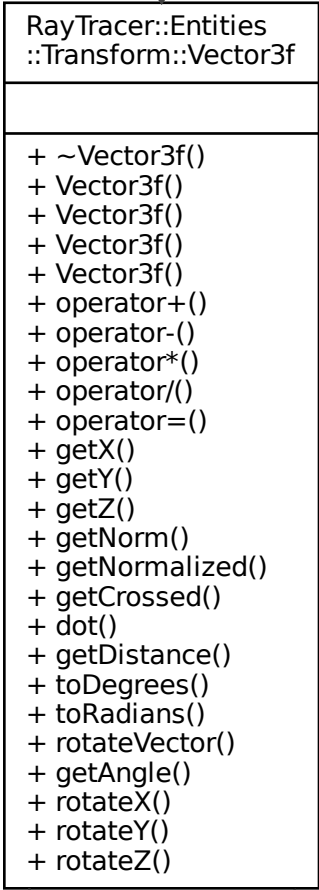 RayTracer::Entities
::Transform::Vector3f
+ ~Vector3f()
+ Vector3f()
+ Vector3f()
+ Vector3f()
+ Vector3f()
+ operator+()
+ operator-()
+ operator*()
+ operator/()
+ operator=()
+ getX()
+ getY()
+ getZ()
+ getNorm()
+ getNormalized()
+ getCrossed()
+ dot()
+ getDistance()
+ toDegrees()
+ toRadians()
+ rotateVector()
+ getAngle()
+ rotateX()
+ rotateY()
+ rotateZ()